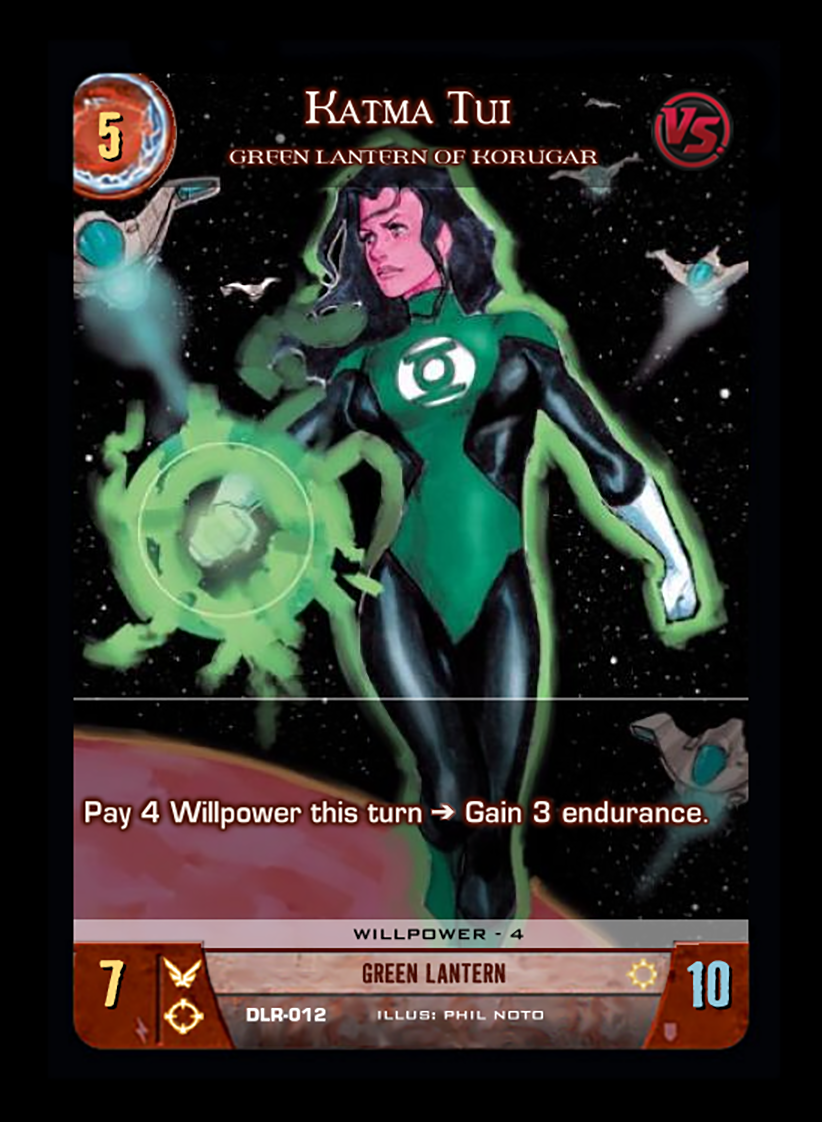 5
Katma Tui
VS.
GREEN LANTERN OF KORUGAR
Pay 4 Willpower this turn ➔ Gain 3 endurance.
WILLPOWER - 4
7
GREEN LANTERN
10
DLR-012 ILLUS: PHIL NOTO